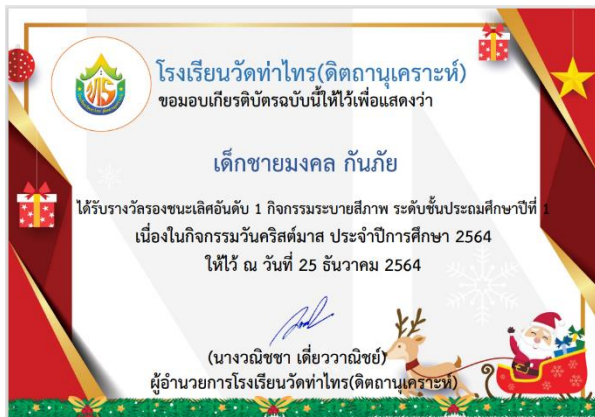 โรงเรียนวัดท่าไทร(ดิตถานุเคราะห์)
ขอมอบเกียรติบัตรฉบับนี้ให้ไว้เพื่อแสดงว่า
เด็กชายมงคล กันภัย
ได้รับรางวัลรองชนะเลิศอันดับ 1 กิจกรรมระบายสีภาพ ระดับชั้นประถมศึกษาปีที่ 1
เนื่องในกิจกรรมวันคริสต์มาส ประจำปีการศึกษา 2564
ให้ไว้ ณ วันที่ 25 ธันวาคม 2564
(นางวณิชชา เดี่ยววาณิชย์)
ผู้อำนวยการโรงเรียนวัดท่าไทร(ดิตถานุเคราะห์)